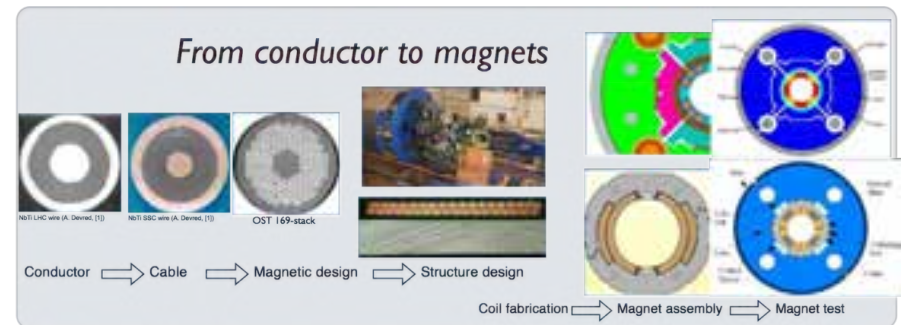 From conductor to magnets
NbTi LHC wire (A. Devred, [1])
NbTi SSC wire (A. Devred, [1])
OST 169-stack
Conductor
Cable
Magnetic design
Structure design
Coil fabrication
Magnet assembly
Magnet test